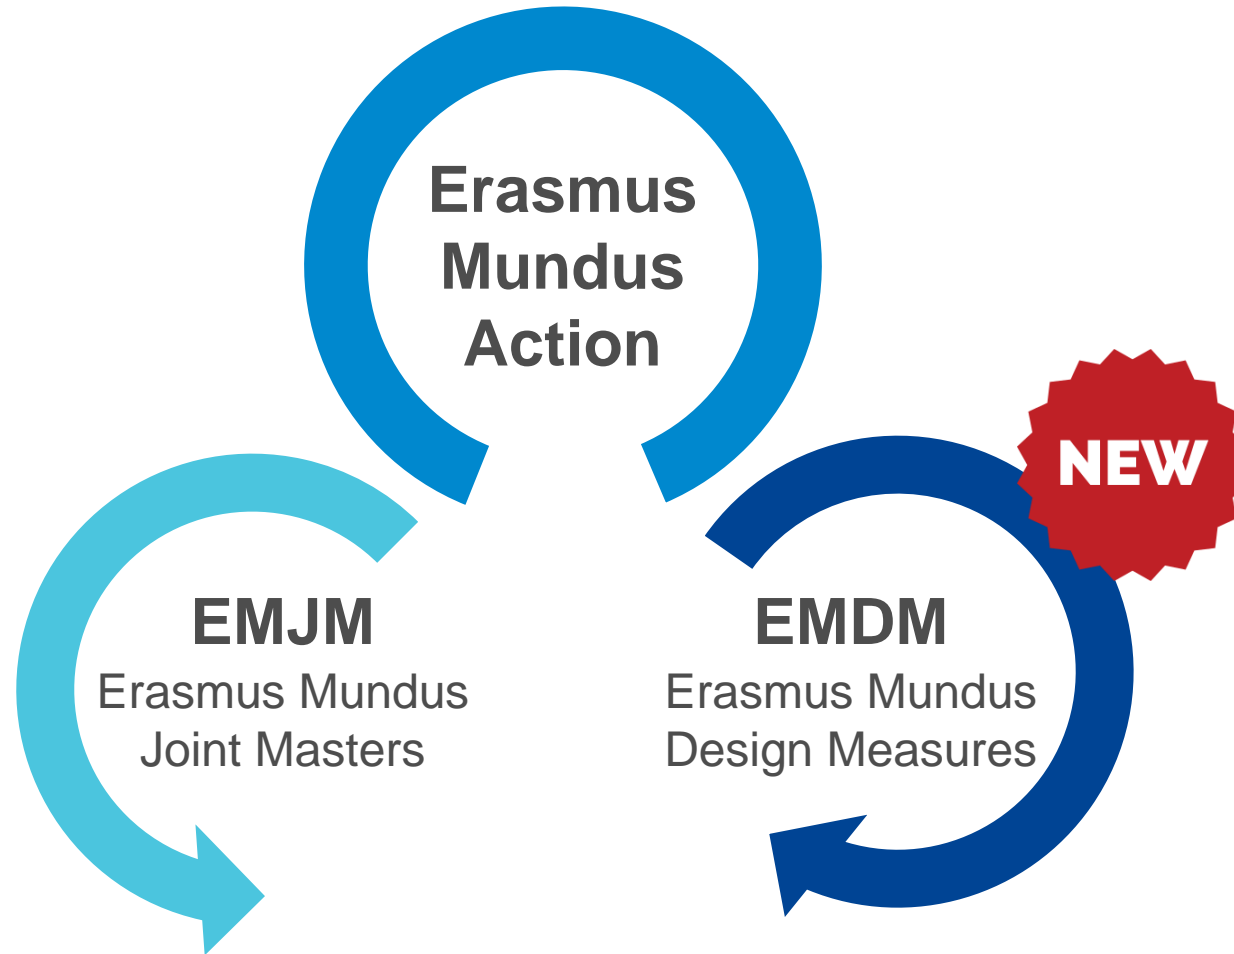 Erasmus
Mundus
Action
NEW
EMJM
Erasmus Mundus
Joint Masters
EMDM
Erasmus Mundus
Design Measures